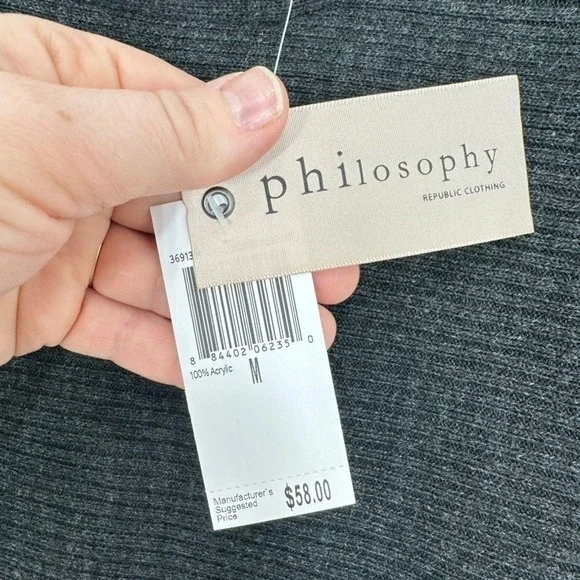 philosophy
REPUBLIC CLOTHING
36913
8 84402 06235 0
100% Acrylic
M
Manufacturer's
Suggested
Price
$58.00